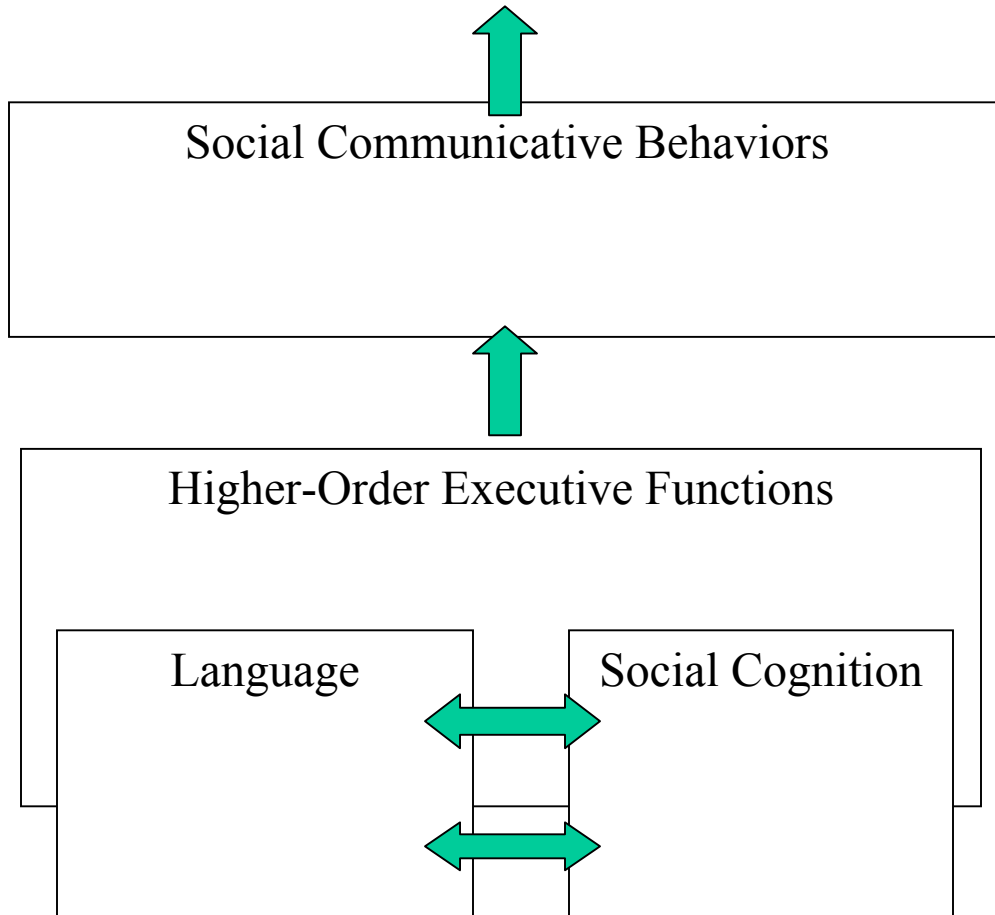 Social Communicative Behaviors
Higher-Order Executive Functions
Language
Social Cognition